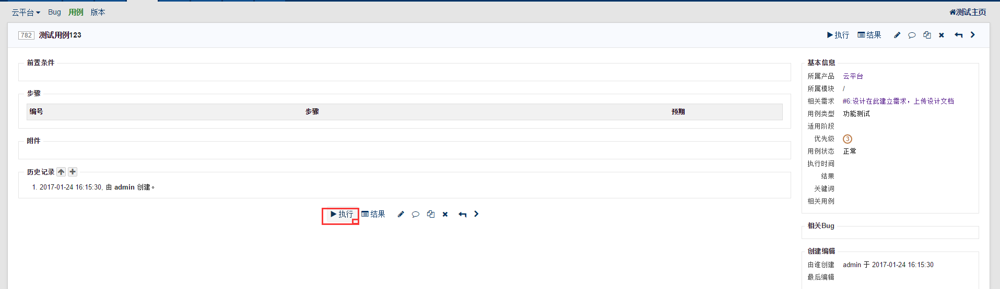 云平台 Bug 用例 版本 测试主页
782 测试用例123 执行 结果
前置条件
步骤
编号 步骤 预期
附件
历史记录
1. 2017-01-24 16:15:30, 由 admin 创建。
执行 结果
基本信息
所属产品 云平台
所属模块 /
相关需求 #6:设计在此建立需求，上传设计文档
用例类型 功能测试
适用阶段
优先级 3
用例状态 正常
执行时间
结果
关键词
相关用例
相关Bug
创建编辑
由谁创建 admin 于 2017-01-24 16:15:30
最后编辑